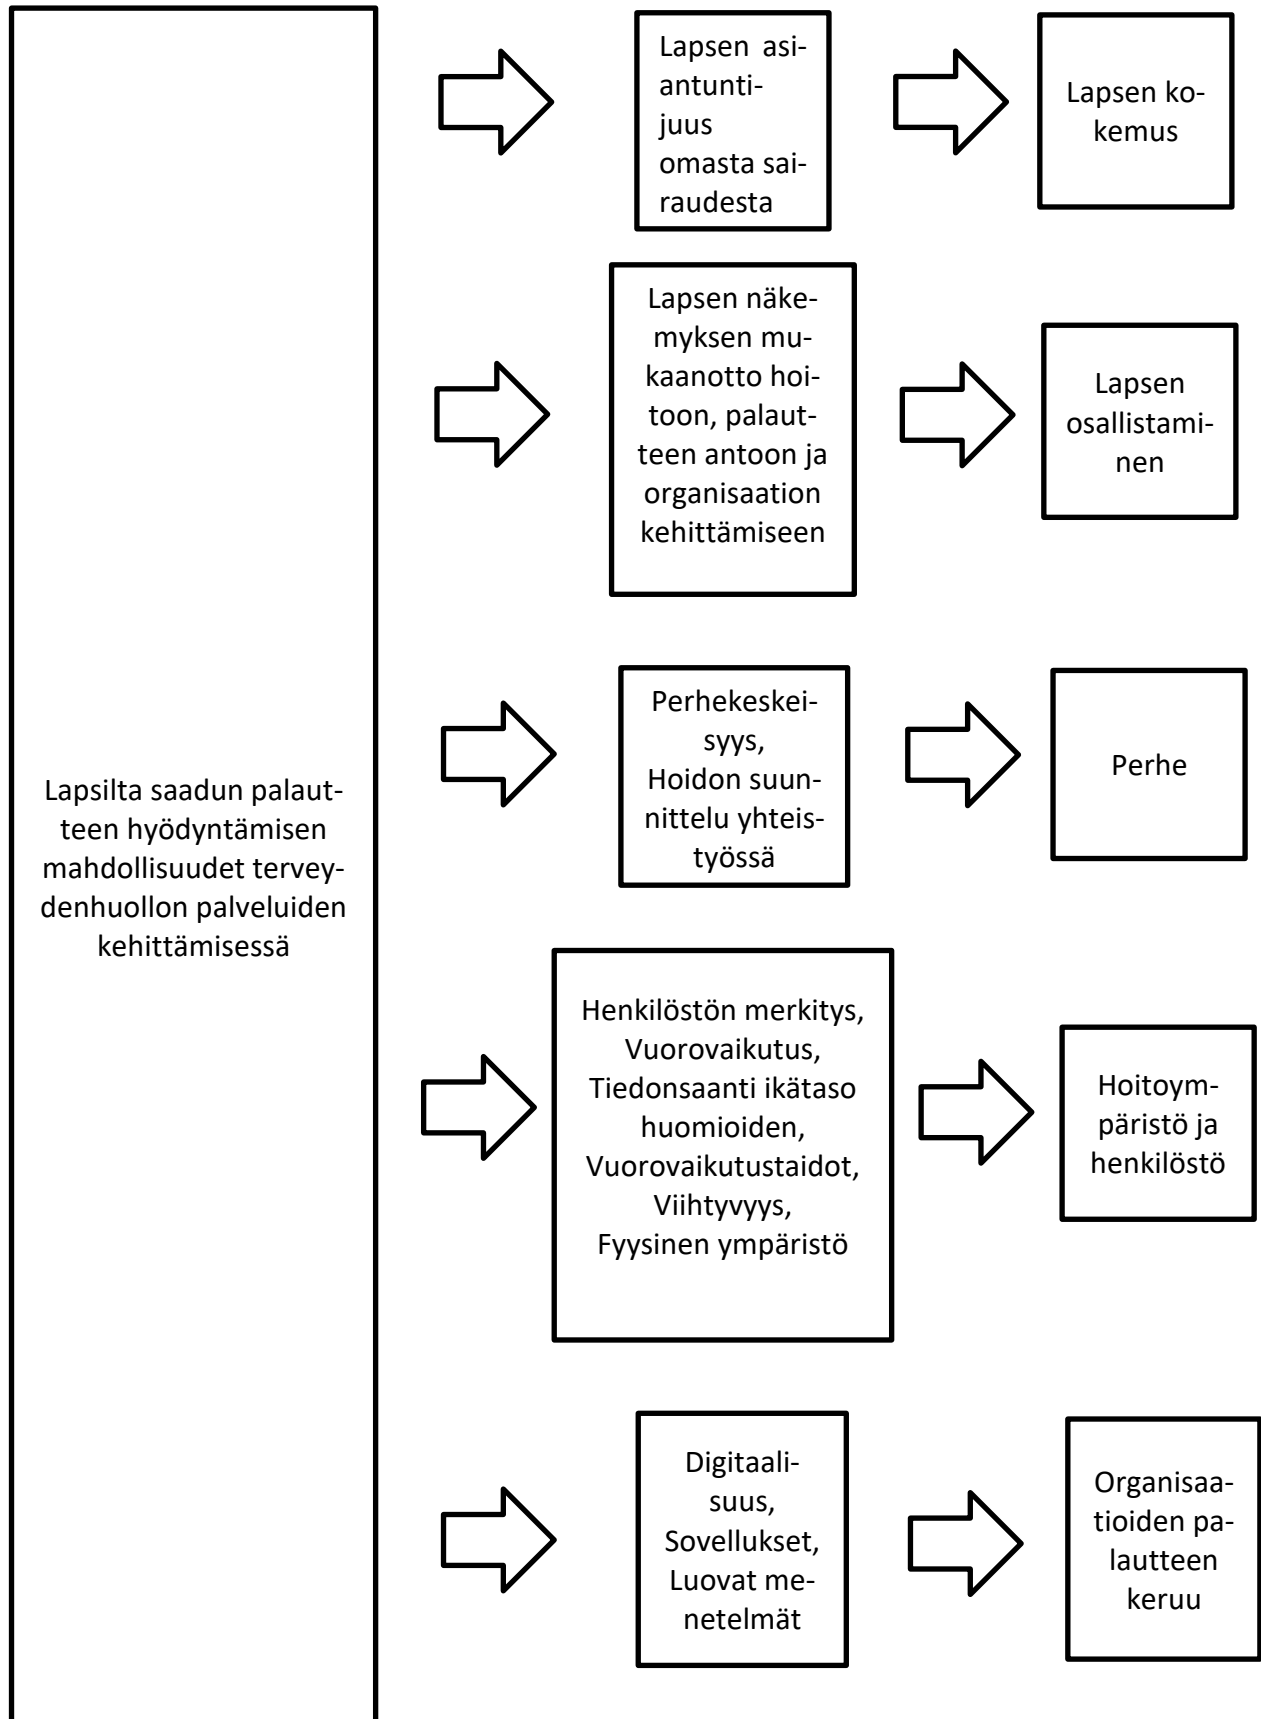 Lapsilta saadun palaut-
teen hyödyntämisen
mahdollisuudet tervey-
denhuollon palveluiden
kehittämisessä
Lapsen asi-
antunti-
juus
omasta sai-
raudesta
Lapsen ko-
kemus
Lapsen näke-
myksen mu-
kaanotto hoi-
toon, palaut-
teen antoon ja
organisaation
kehittämiseen
Lapsen
osallistami-
nen
Perhekeskei-
syys,
Hoidon suun-
nittelu yhteis-
työssä
Perhe
Henkilöstön merkitys,
Vuorovaikutus,
Tiedonsaanti ikätaso
huomioiden,
Vuorovaikutustaidot,
Viihtyvyys,
Fyysinen ympäristö
Hoitoym-
päristö ja
henkilöstö
Digitaali-
suus,
Sovellukset,
Luovat me-
netelmät
Organisaa-
tioiden pa-
lautteen
keruu